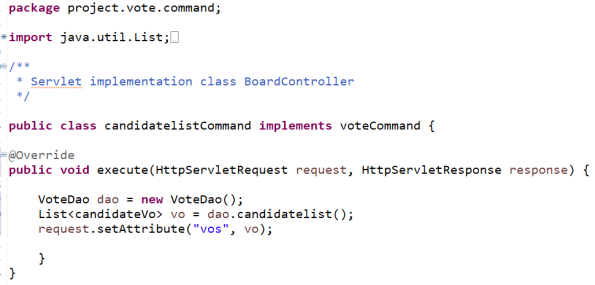 package project.vote.command;
import java.util.List;
/**
 * Servlet implementation class BoardController
 */
public class candidatelistCommand implements voteCommand {
@Override
public void execute(HttpServletRequest request, HttpServletResponse response) {
    VoteDao dao = new VoteDao();
    List<candidateVo> vo = dao.candidatelist();
    request.setAttribute("vos", vo);
    }
}